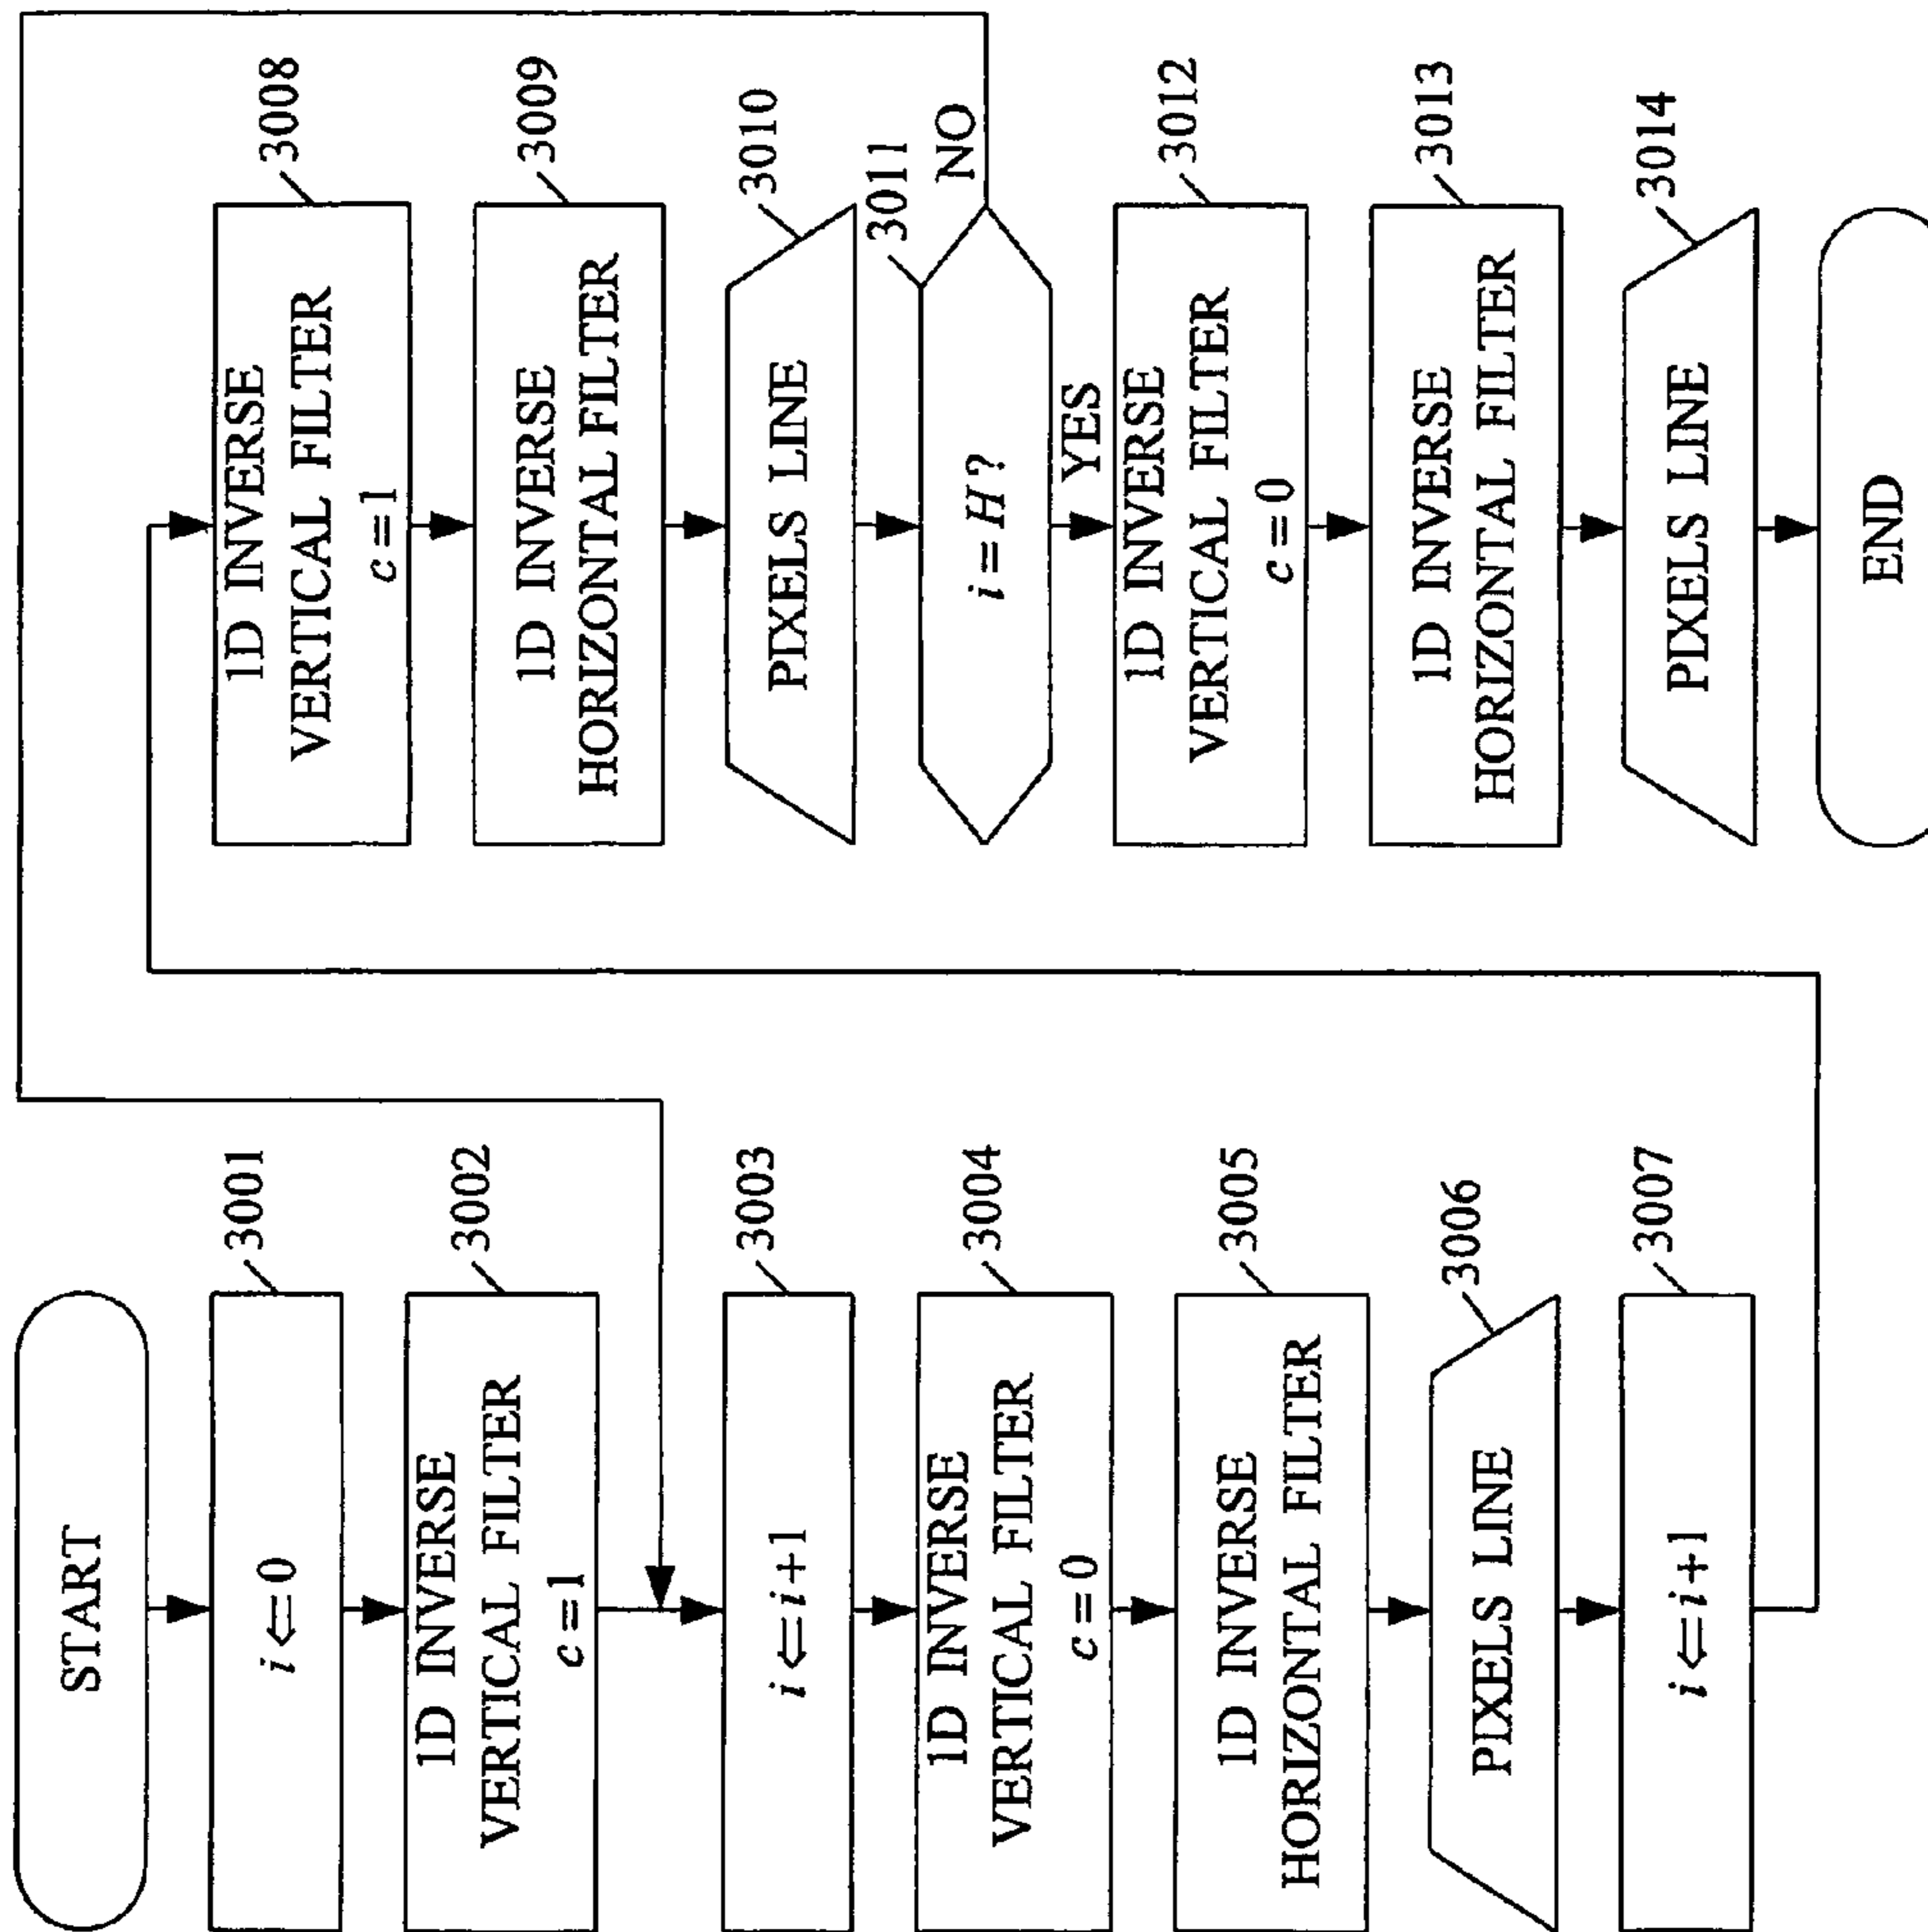 START
3001
i⇐0
3002
1D INVERSE
VERTICAL FILTER
c=1
3003
i⇐i+1
3004
1D INVERSE
VERTICAL FILTER
c=0
3005
1D INVERSE
HORIZONTAL FILTER
3006
PIXELS LINE
3007
i⇐i+1
3008
1D INVERSE
VERTICAL FILTER
c=1
3009
1D INVERSE
HORIZONTAL FILTER
3010
PIXELS LINE
3011
i=H?
NO
YES
3012
1D INVERSE
VERTICAL FILTER
c=0
3013
1D INVERSE
HORIZONTAL FILTER
3014
PIXELS LINE
END